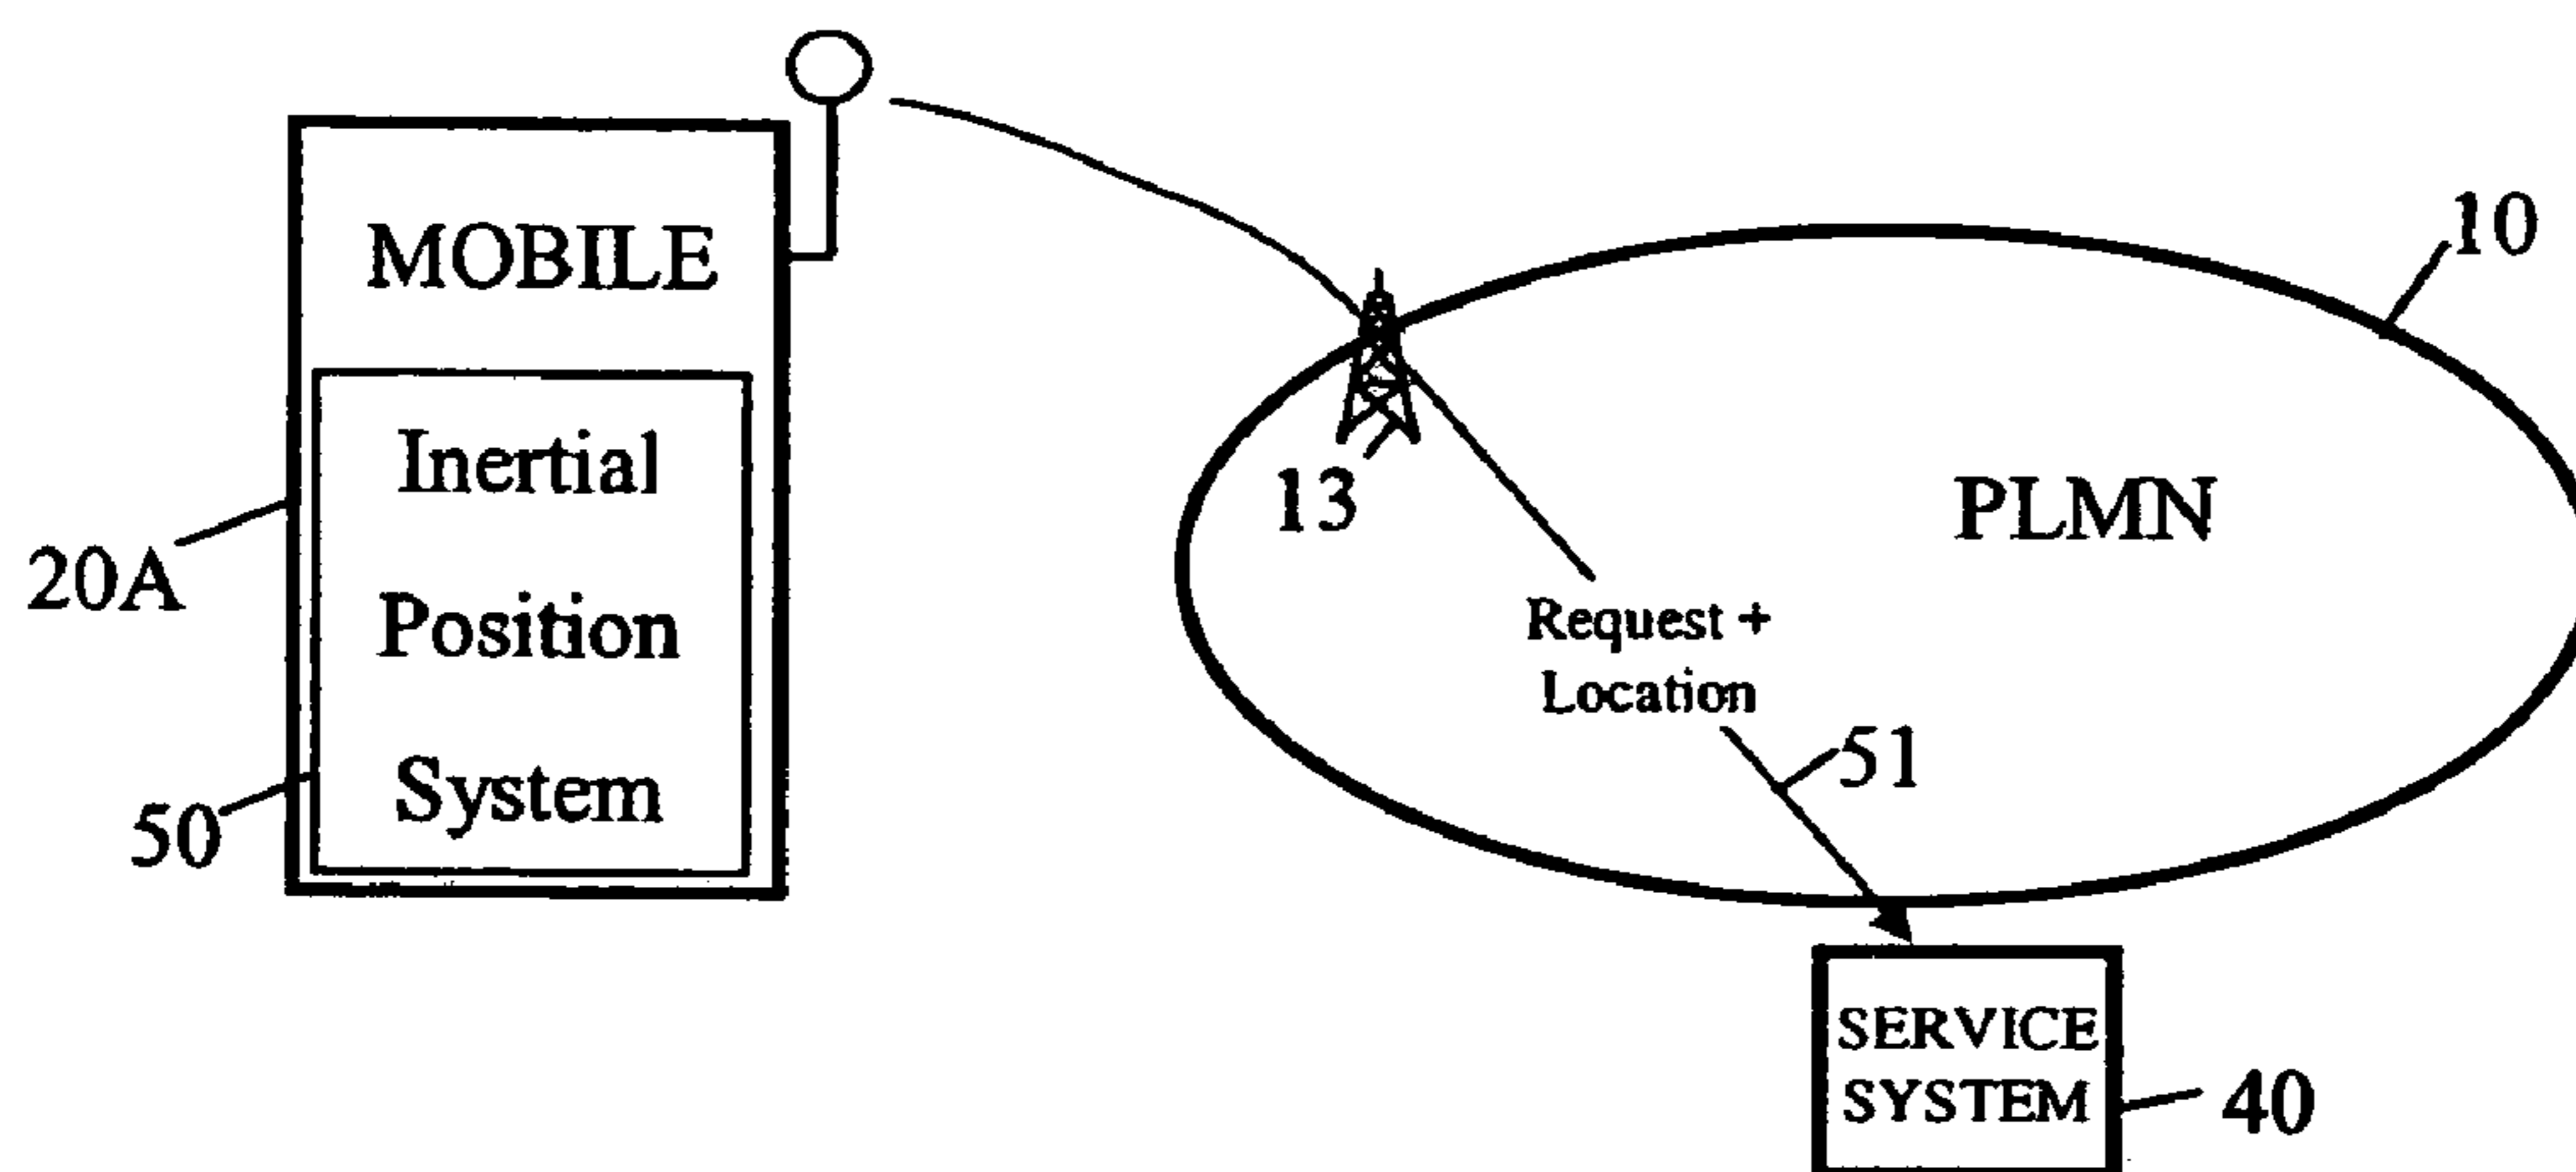 MOBILE
Inertial
Position
System
20A
50
13
10
PLMN
Request +
Location
51
SERVICE
SYSTEM
40